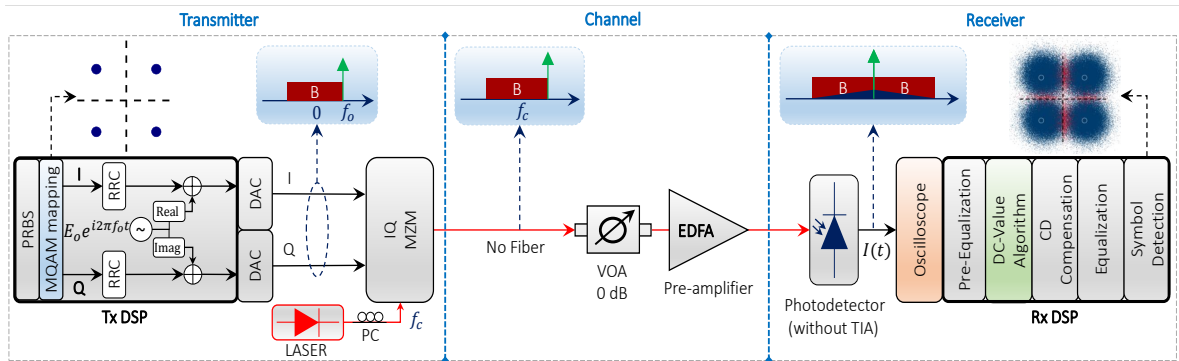 Transmitter
Channel
Receiver
B
0
f_o
B
f_c
B
B
PRBS
MQAM mapping
I
RRC
Real
E_o e^{i2πf_o t}
~
Imag
Q
RRC
Tx DSP
DAC
DAC
I
Q
IQ
MZM
LASER
PC
f_c
No Fiber
VOA
0 dB
EDFA
Pre-amplifier
Photodetector
(without TIA)
I(t)
Oscilloscope
Pre-Equalization
DC-Value
Algorithm
CD
Compensation
Equalization
Symbol
Detection
Rx DSP